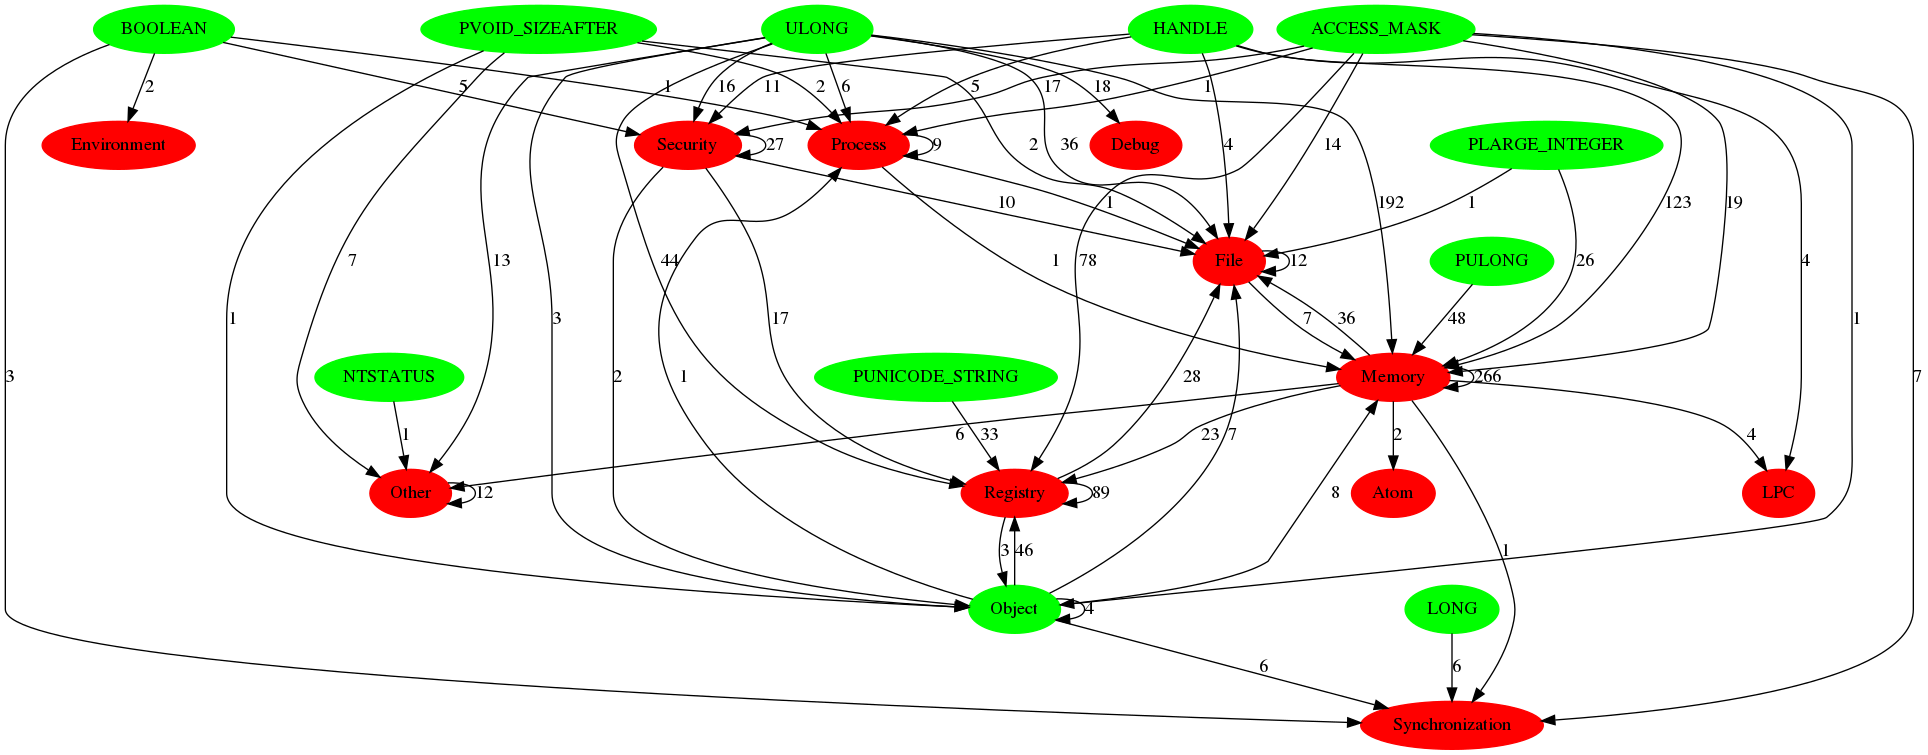 BOOLEAN
PVOID_SIZEAFTER
ULONG
HANDLE
ACCESS_MASK
2
5
1
16
11
2
6
5
17
18
1
1
Environment
Security
27
Process
9
Debug
4
14
PLARGE_INTEGER
10
1
2
36
192
1
123
19
7
13
44
1
78
File
12
PULONG
26
4
1
1
3
17
7
36
48
3
NTSTATUS
2
1
PUNICODE_STRING
28
Memory
266
7
1
33
6
23
7
2
4
Other
12
Registry
89
8
Atom
LPC
3
46
1
Object
4
LONG
6
6
Synchronization